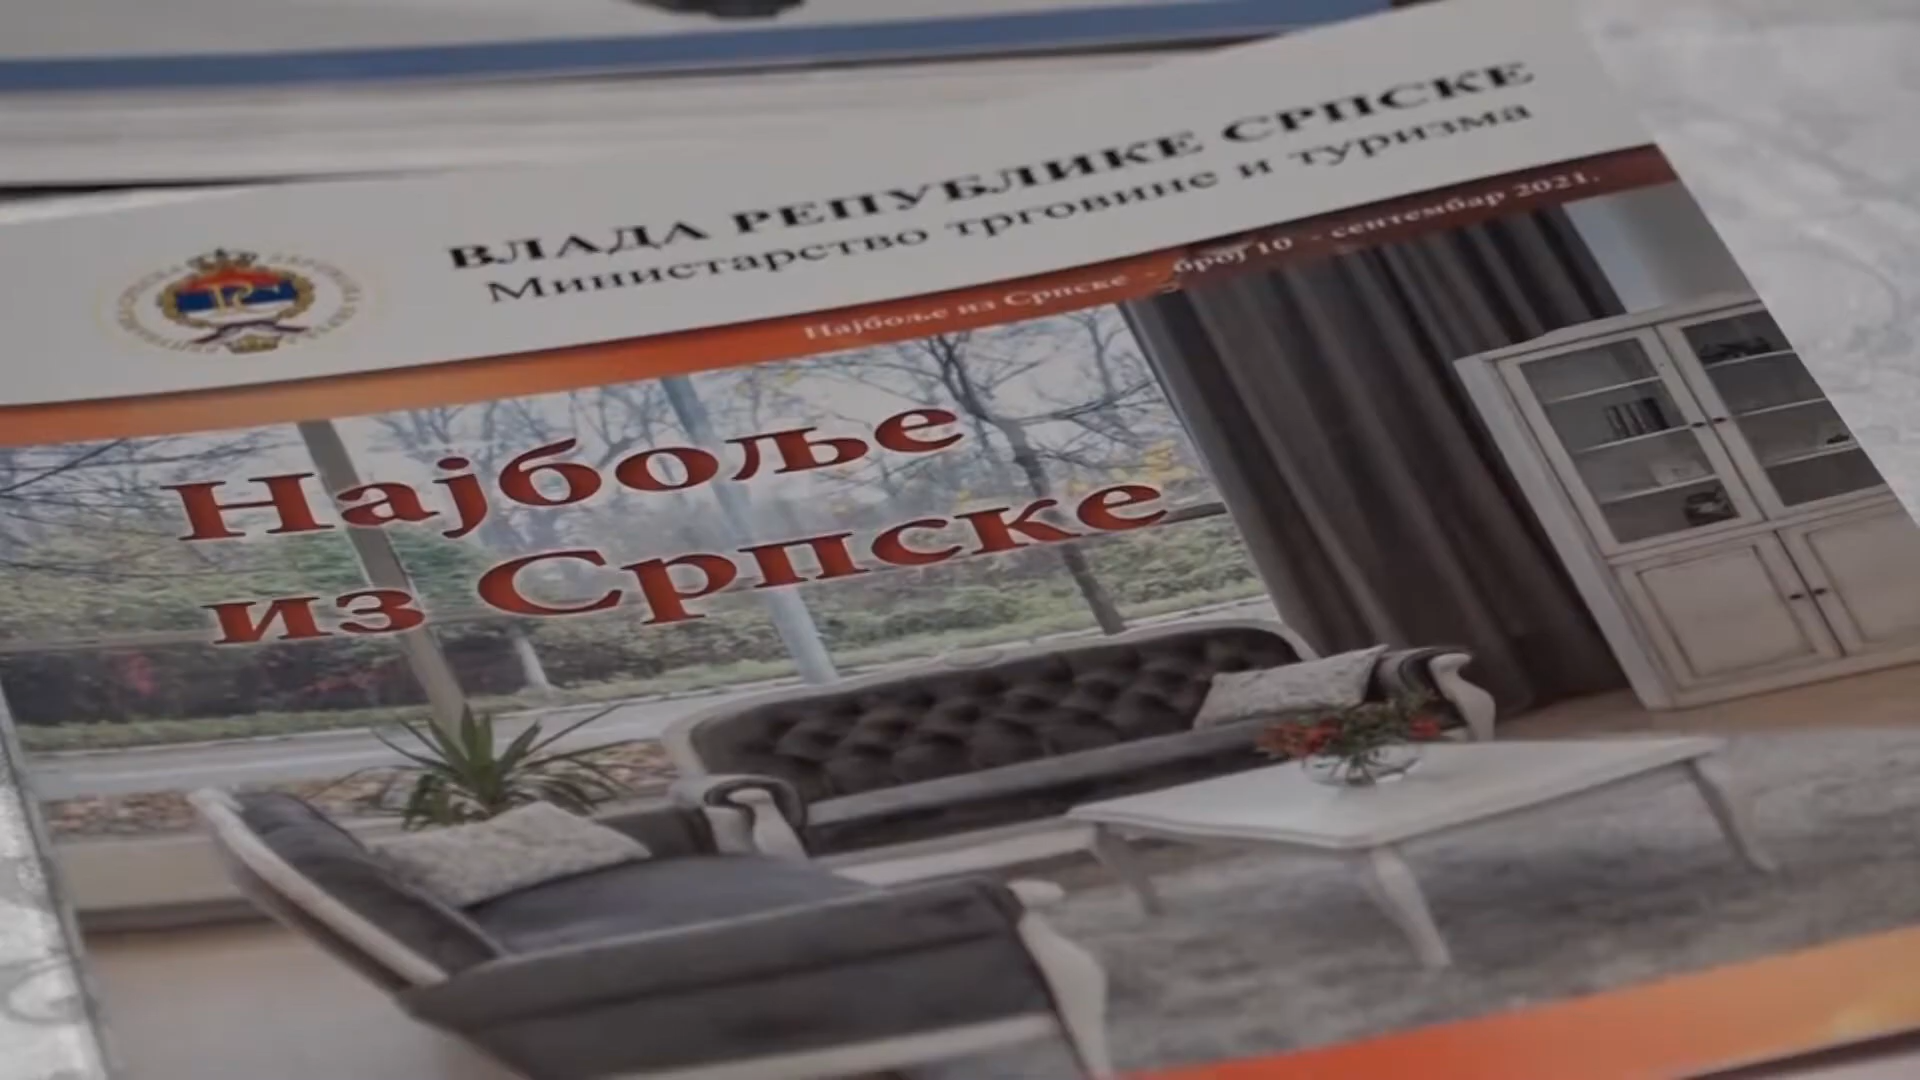 ВЛАДА РЕПУБЛИКЕ СРПСКЕ
Министарство трговине и туризма
Најбоље из Српске - број 10 - септембар 2021.
Најбоље
из Српске